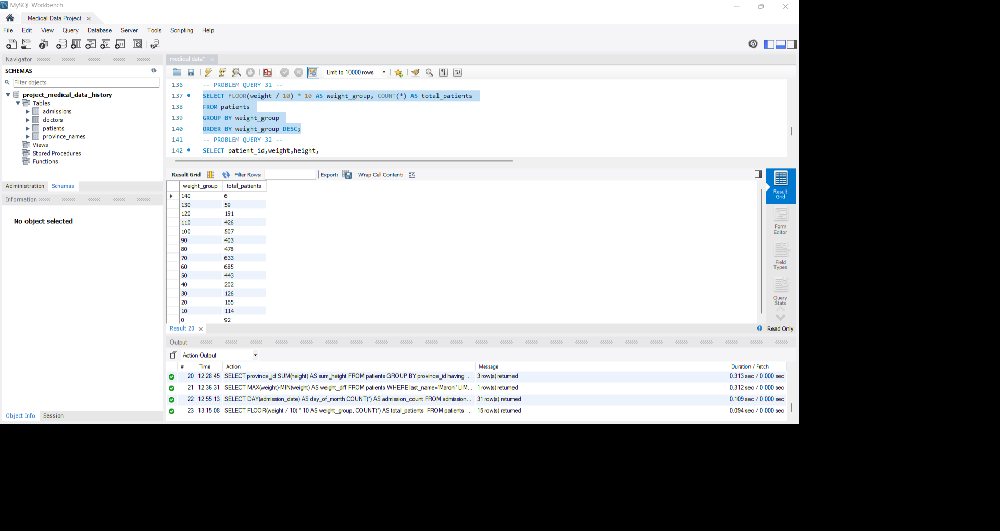 MySQL Workbench
Medical Data Project
File Edit View Query Database Server Tools Scripting Help
Navigator
SCHEMAS
Filter objects
project_medical_data_history
Tables
admissions
doctors
patients
province_names
Views
Stored Procedures
Functions
Administration Schemas
Information
No object selected
Object Info Session
medical data*
Limit to 10000 rows
136 -- PROBLEM QUERY 31 --
137 SELECT FLOOR(weight / 10) * 10 AS weight_group, COUNT(*) AS total_patients
138 FROM patients
139 GROUP BY weight_group
140 ORDER BY weight_group DESC;
141 -- PROBLEM QUERY 32 --
142 SELECT patient_id,weight,height,
Result Grid Filter Rows: Export: Wrap Cell Content:
weight_group total_patients
140 6
130 59
120 191
110 426
100 507
90 403
80 478
70 633
60 685
50 443
40 202
30 126
20 165
10 114
0 92
Result Grid
Form Editor
Field Types
Query Stats
Result 20
Read Only
Output
Action Output
# Time Action Message Duration / Fetch
20 12:28:45 SELECT province_id,SUM(height) AS sum_height FROM patients GROUP BY province_id having ... 3 row(s) returned 0.313 sec / 0.000 sec
21 12:36:31 SELECT MAX(weight)-MIN(weight) AS weight_diff FROM patients WHERE last_name='Maroni' LIM... 1 row(s) returned 0.312 sec / 0.000 sec
22 12:55:13 SELECT DAY(admission_date) AS day_of_month,COUNT(*) AS admission_count FROM admission... 31 row(s) returned 0.109 sec / 0.000 sec
23 13:15:08 SELECT FLOOR(weight / 10) * 10 AS weight_group, COUNT(*) AS total_patients FROM patients ... 15 row(s) returned 0.094 sec / 0.000 sec